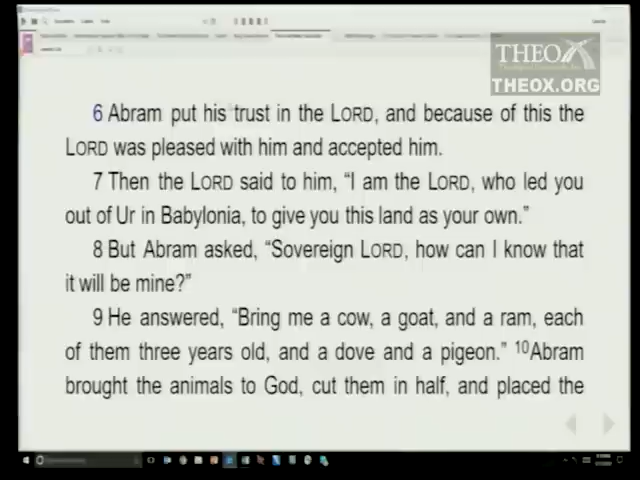 THEOX
THEOX.ORG
6 Abram put his trust in the LORD, and because of this the
LORD was pleased with him and accepted him.
7 Then the LORD said to him, “I am the LORD, who led you
out of Ur in Babylonia, to give you this land as your own.”
8 But Abram asked, “Sovereign LORD, how can I know that
it will be mine?”
9 He answered, “Bring me a cow, a goat, and a ram, each
of them three years old, and a dove and a pigeon.” 10Abram
brought the animals to God, cut them in half, and placed the